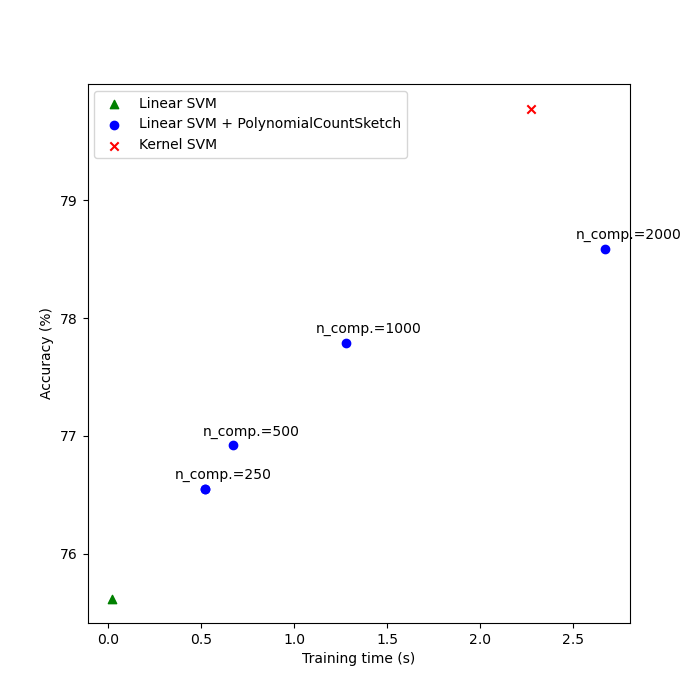 Linear SVM
Linear SVM + PolynomialCountSketch
Kernel SVM
79
n_comp.=2000
78
n_comp.=1000
Accuracy (%)
77
n_comp.=500
n_comp.=250
76
0.0 0.5 1.0 1.5 2.0 2.5
Training time (s)